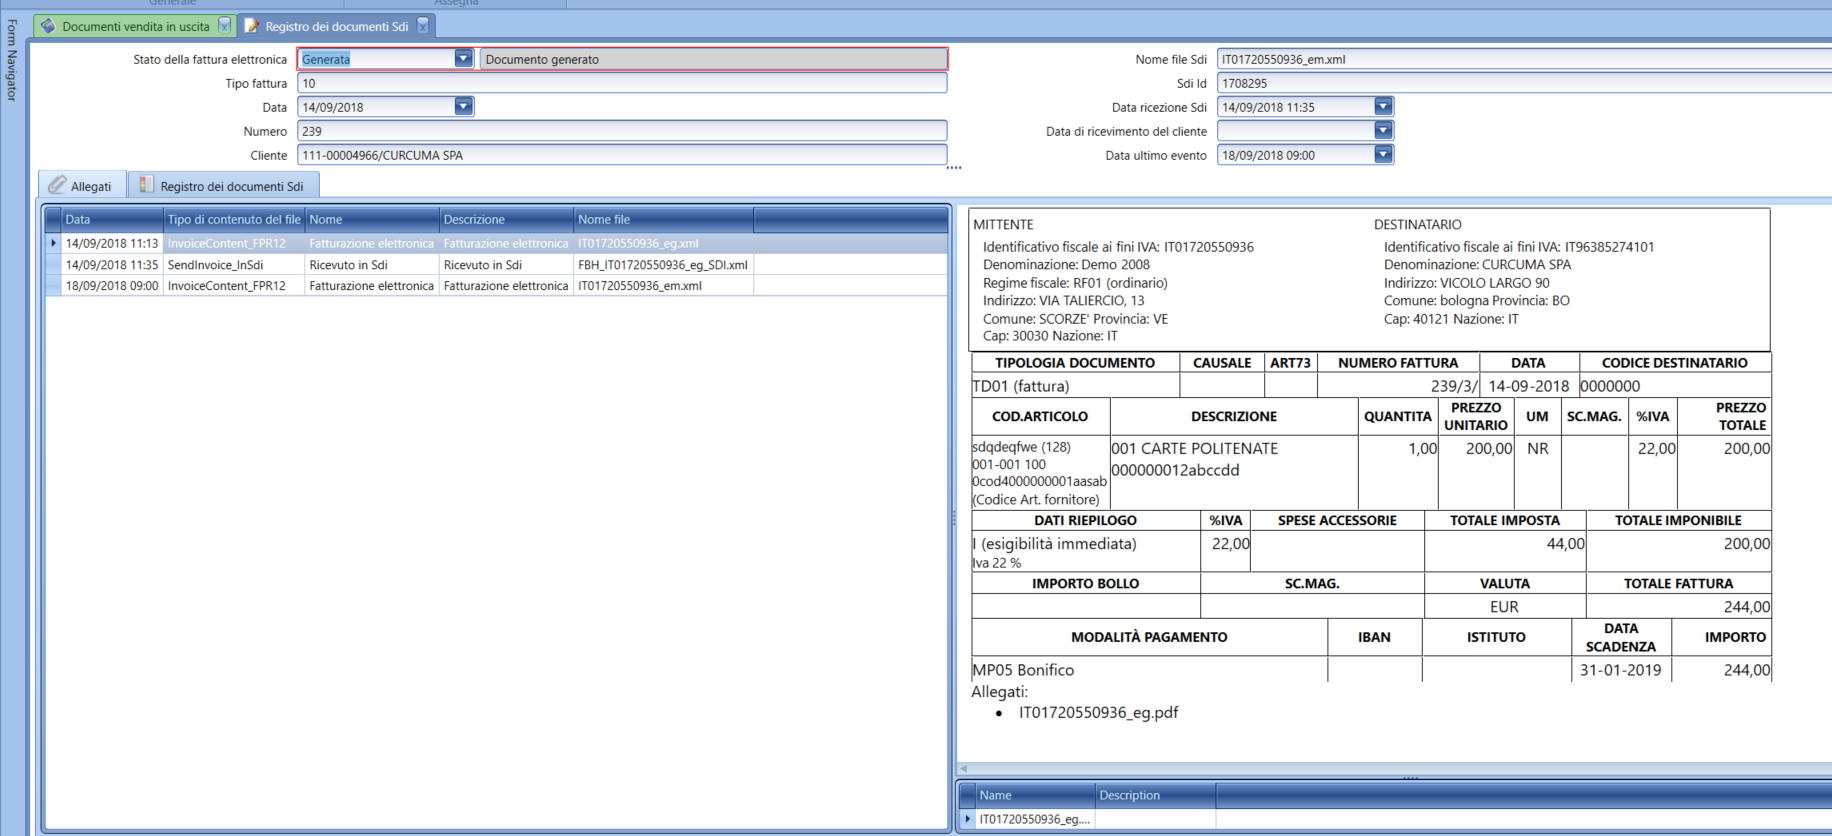 Generale Assegna
Form Navigator
Documenti vendita in uscita Registro dei documenti Sdi
Stato della fattura elettronica Generata Documento generato Nome file Sdi IT01720550936_em.xml
Tipo fattura 10 Sdi Id 1708295
Data 14/09/2018 Data ricezione Sdi 14/09/2018 11:35
Numero 239 Data di ricevimento del cliente
Cliente 111-00004966/CURCUMA SPA Data ultimo evento 18/09/2018 09:00
Allegati Registro dei documenti Sdi
Data Tipo di contenuto del file Nome Descrizione Nome file
14/09/2018 11:13 InvoiceContent_FPR12 Fatturazione elettronica Fatturazione elettronica IT01720550936_eg.xml
14/09/2018 11:35 SendInvoice_InSdi Ricevuto in Sdi Ricevuto in Sdi FBH_IT01720550936_eg_SDI.xml
18/09/2018 09:00 InvoiceContent_FPR12 Fatturazione elettronica Fatturazione elettronica IT01720550936_em.xml
MITTENTE DESTINATARIO
Identificativo fiscale ai fini IVA: IT01720550936 Identificativo fiscale ai fini IVA: IT96385274101
Denominazione: Demo 2008 Denominazione: CURCUMA SPA
Regime fiscale: RF01 (ordinario) Indirizzo: VICOLO LARGO 90
Indirizzo: VIA TALIERCIO, 13 Comune: bologna Provincia: BO
Comune: SCORZE' Provincia: VE Cap: 40121 Nazione: IT
Cap: 30030 Nazione: IT
TIPOLOGIA DOCUMENTO CAUSALE ART73 NUMERO FATTURA DATA CODICE DESTINATARIO
TD01 (fattura) 239/3/ 14-09-2018 0000000
COD.ARTICOLO DESCRIZIONE QUANTITA PREZZO UNITARIO UM SC.MAG. %IVA PREZZO TOTALE
sdqdeqfwe (128) 001 CARTE POLITENATE 1,00 200,00 NR 22,00 200,00
001-001 100 000000012abccdd
0cod4000000001aasab
(Codice Art. fornitore)
DATI RIEPILOGO %IVA SPESE ACCESSORIE TOTALE IMPOSTA TOTALE IMPONIBILE
I (esigibilità immediata) 22,00 44,00 200,00
Iva 22 %
IMPORTO BOLLO SC.MAG. VALUTA TOTALE FATTURA
EUR 244,00
MODALITÀ PAGAMENTO IBAN ISTITUTO DATA SCADENZA IMPORTO
MP05 Bonifico 31-01-2019 244,00
Allegati:
• IT01720550936_eg.pdf
Name Description
IT01720550936_eg....